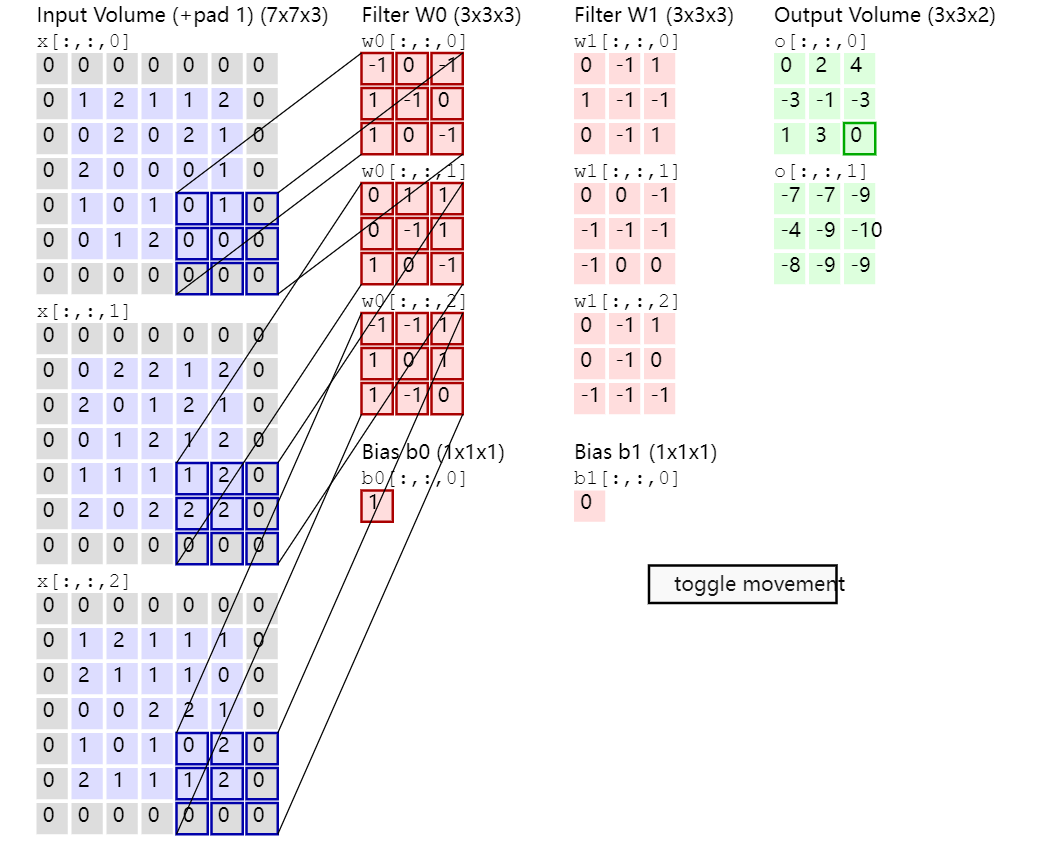 Input Volume (+pad 1) (7x7x3)
x[:,:,0]
0 0 0 0 0 0 0
0 1 2 1 1 2 0
0 0 2 0 2 1 0
0 2 0 0 0 1 0
0 1 0 1 0 1 0
0 0 1 2 0 0 0
0 0 0 0 0 0 0
x[:,:,1]
0 0 0 0 0 0 0
0 0 2 2 1 2 0
0 2 0 1 2 1 0
0 0 1 2 1 2 0
0 1 1 1 1 2 0
0 2 0 2 2 2 0
0 0 0 0 0 0 0
x[:,:,2]
0 0 0 0 0 0 0
0 1 2 1 1 1 0
0 2 1 1 1 0 0
0 0 0 2 2 1 0
0 1 0 1 0 2 0
0 2 1 1 1 2 0
0 0 0 0 0 0 0
Filter W0 (3x3x3)
w0[:,:,0]
-1 0 -1
1 -1 0
1 0 -1
w0[:,:,1]
0 1 1
0 -1 1
1 0 -1
w0[:,:,2]
-1 -1 1
1 0 1
1 -1 0
Bias b0 (1x1x1)
b0[:,:,0]
1
Filter W1 (3x3x3)
w1[:,:,0]
0 -1 1
1 -1 -1
0 -1 1
w1[:,:,1]
0 0 -1
-1 -1 -1
-1 0 0
w1[:,:,2]
0 -1 1
0 -1 0
-1 -1 -1
Bias b1 (1x1x1)
b1[:,:,0]
0
Output Volume (3x3x2)
o[:,:,0]
0 2 4
-3 -1 -3
1 3 0
o[:,:,1]
-7 -7 -9
-4 -9 -10
-8 -9 -9
toggle movement